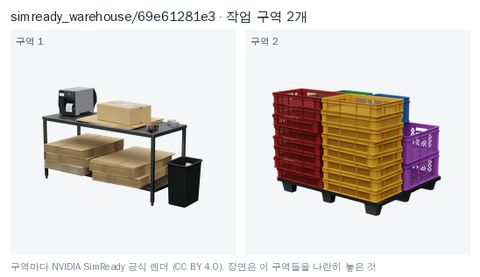 simready_warehouse/69e61281e3 · 작업 구역 2개
구역 1
구역 2
구역마다 NVIDIA SimReady 공식 렌더 (CC BY 4.0). 장면은 이 구역들을 나란히 놓은 것